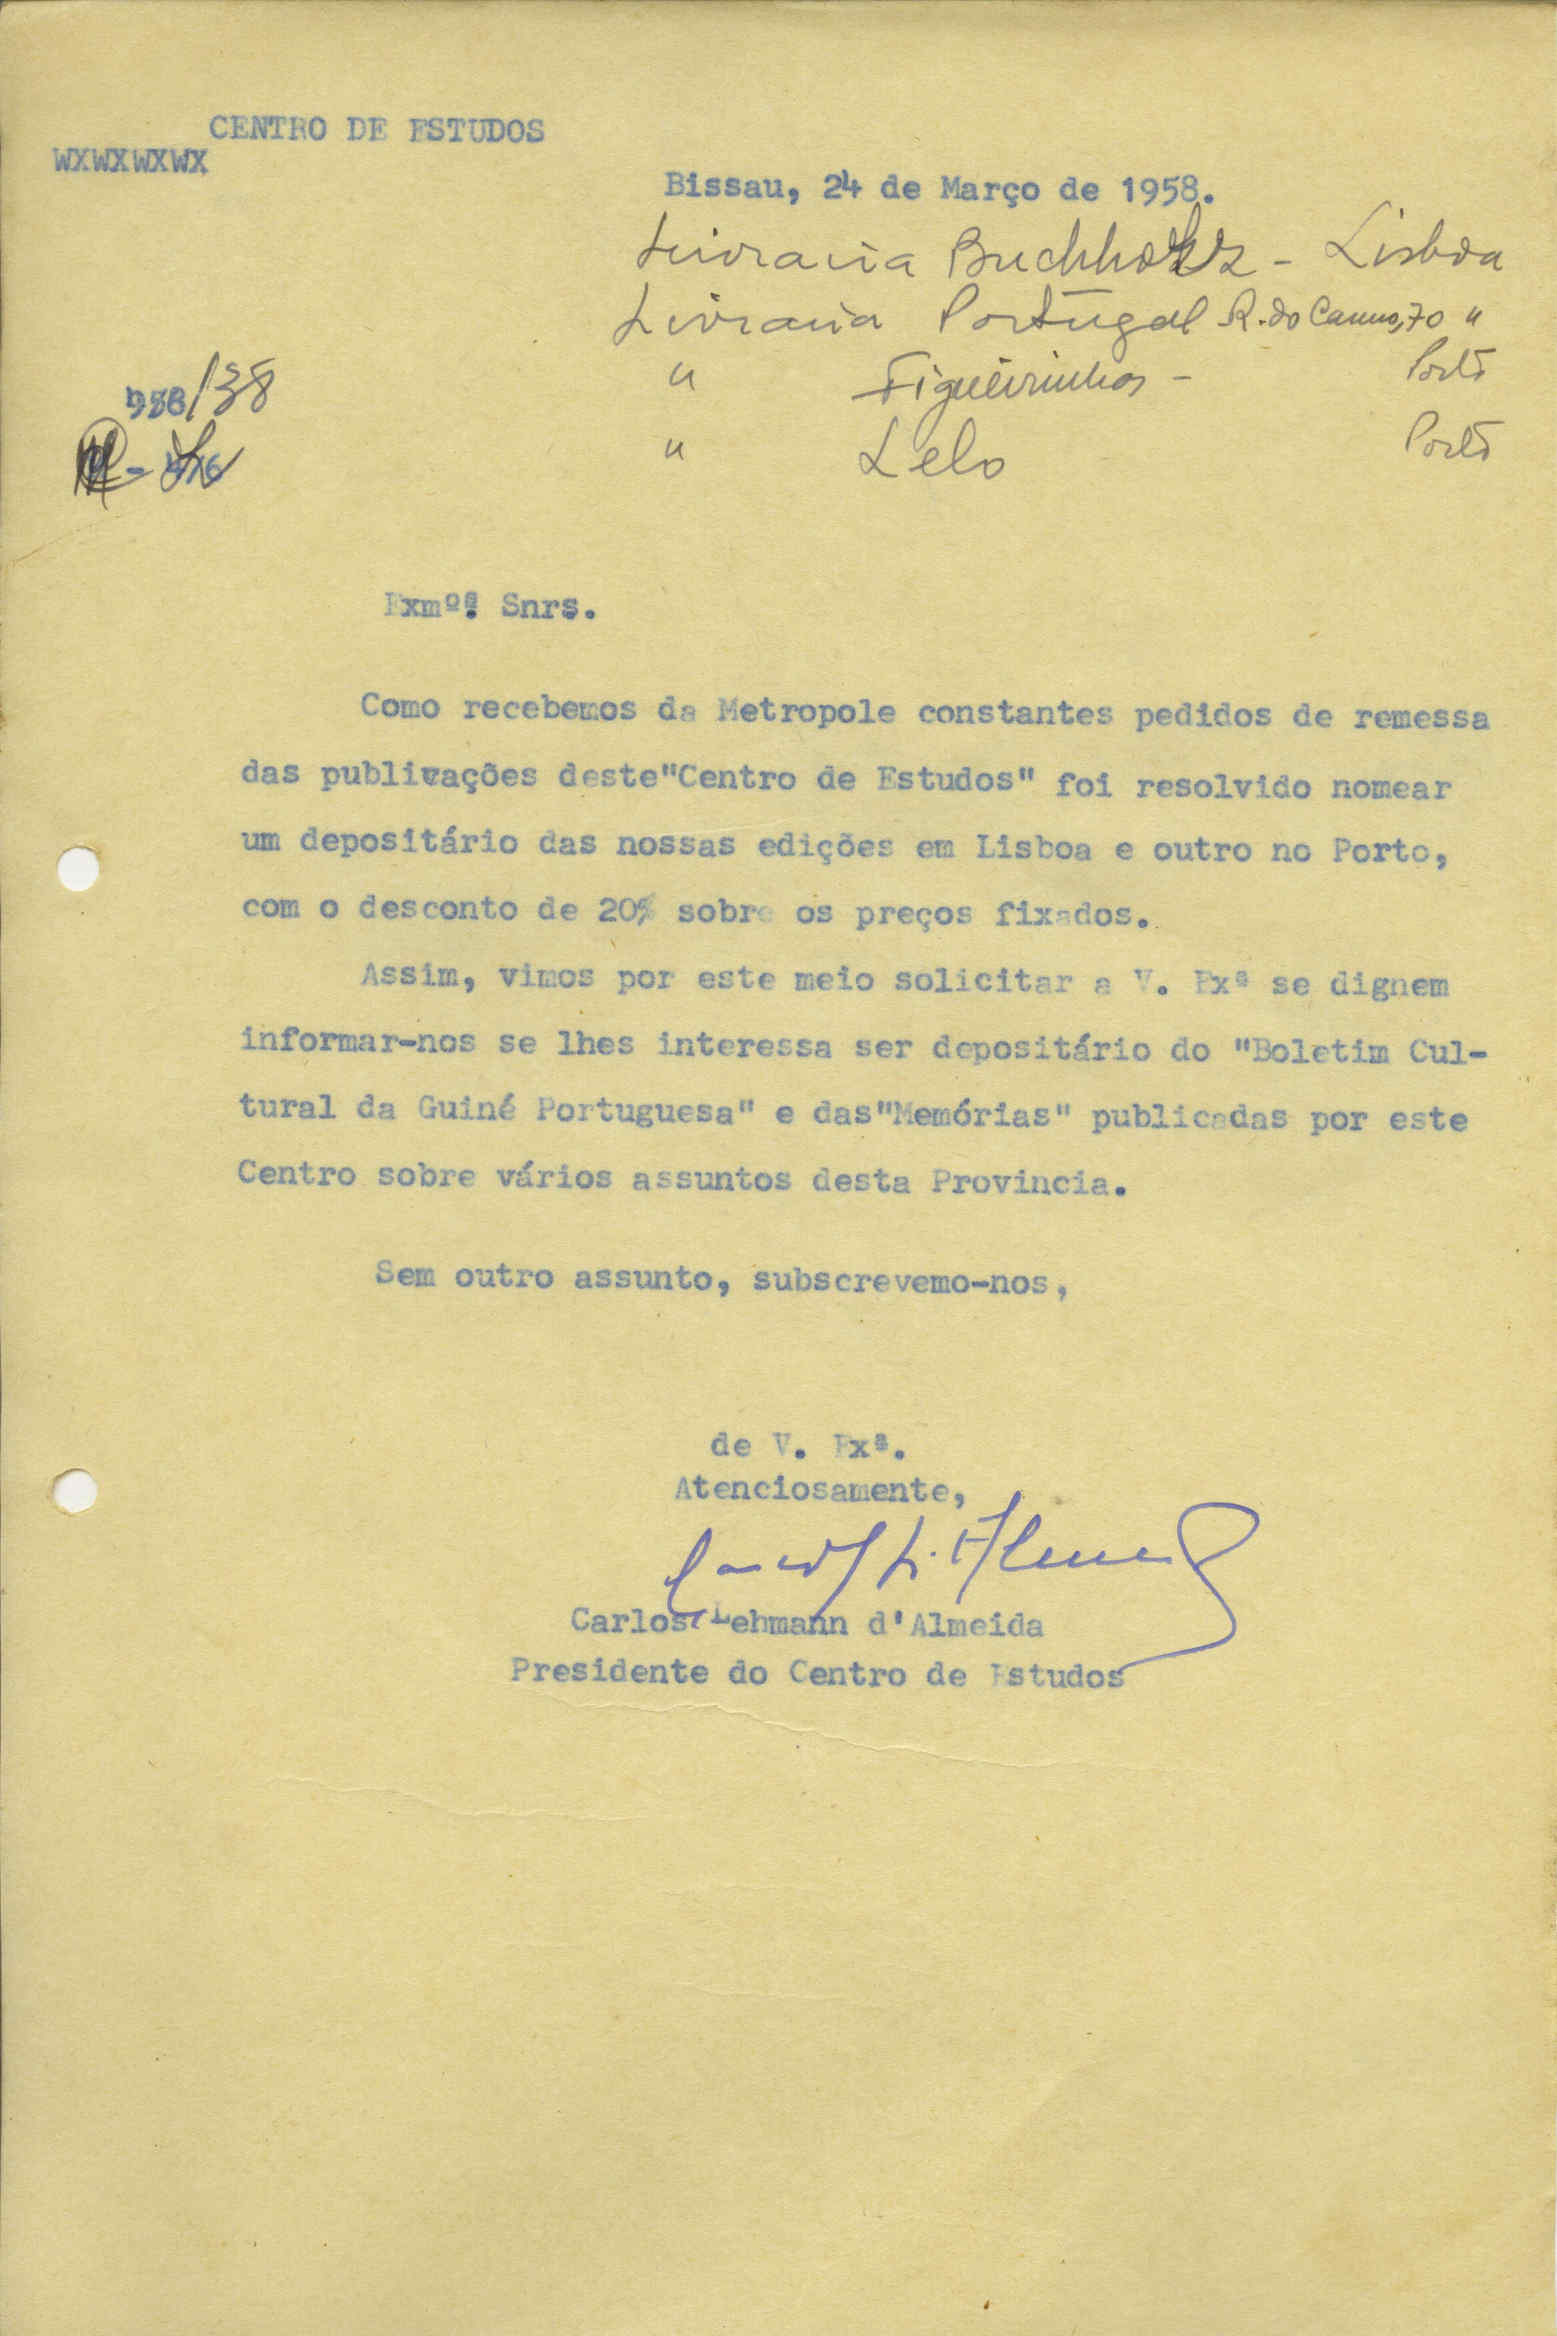 CENTRO DE ESTUDOS
WXWXWXWX
Bissau, 24 de Março de 1958.
Livraria Buchholz - Lisboa
Livraria Portugal R. do Carmo, 70 "
" Figueirinhas - Porto
" Lelo Porto
/38
Exmºs. Snrs.
Como recebemos da Metropole constantes pedidos de remessa
das publivações deste"Centro de Estudos" foi resolvido nomear
um depositário das nossas edições em Lisboa e outro no Porto,
com o desconto de 20% sobre os preços fixados.
Assim, vimos por este meio solicitar a V. Exª se dignem
informar-nos se lhes interessa ser depositário do "Boletim Cul-
tural da Guiné Portuguesa" e das"Memórias" publicadas por este
Centro sobre vários assuntos desta Provincia.
Sem outro assunto, subscrevemo-nos,
de V. Exª.
Atenciosamente,
Carlos Lehmann d'Almeida
Presidente do Centro de Estudos